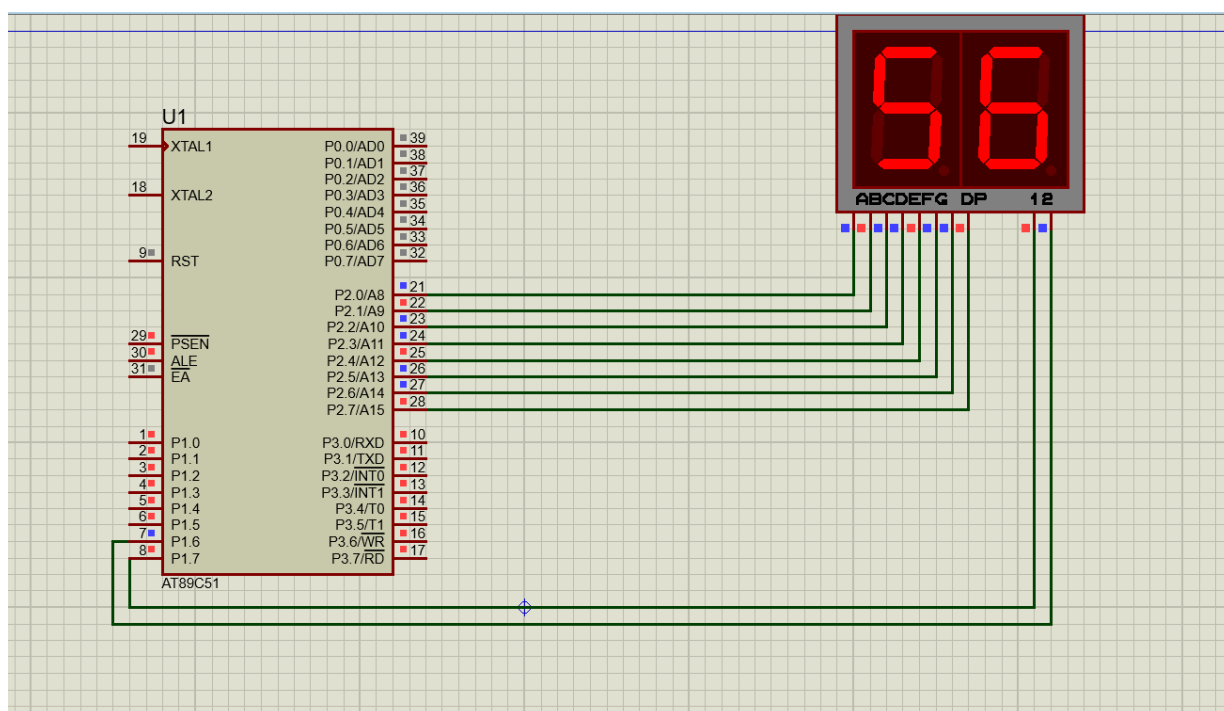 56
ABCDEFG DP 12
U1
19 XTAL1
18 XTAL2
9 RST
29 PSEN
30 ALE
31 EA
1 P1.0
2 P1.1
3 P1.2
4 P1.3
5 P1.4
6 P1.5
7 P1.6
8 P1.7
P0.0/AD0 39
P0.1/AD1 38
P0.2/AD2 37
P0.3/AD3 36
P0.4/AD4 35
P0.5/AD5 34
P0.6/AD6 33
P0.7/AD7 32
P2.0/A8 21
P2.1/A9 22
P2.2/A10 23
P2.3/A11 24
P2.4/A12 25
P2.5/A13 26
P2.6/A14 27
P2.7/A15 28
P3.0/RXD 10
P3.1/TXD 11
P3.2/INT0 12
P3.3/INT1 13
P3.4/T0 14
P3.5/T1 15
P3.6/WR 16
P3.7/RD 17
AT89C51